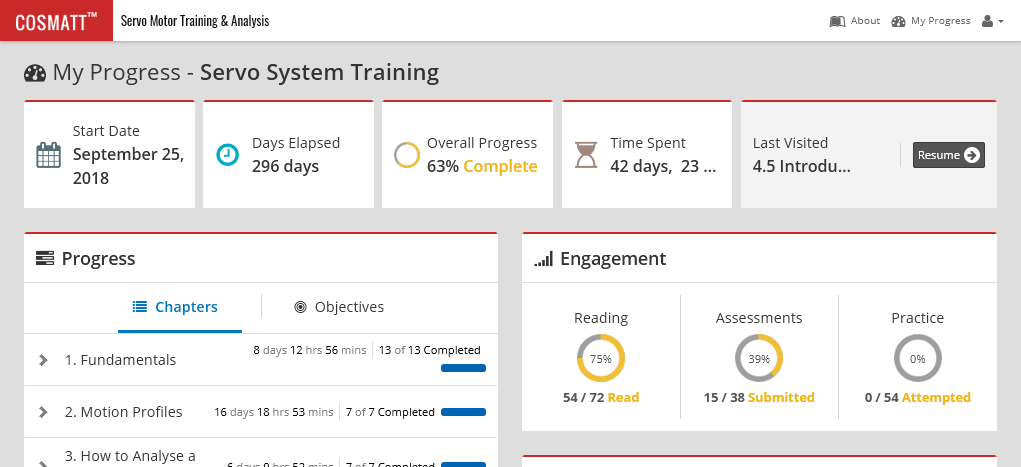 COSMATT™ Servo Motor Training & Analysis About My Progress
My Progress - Servo System Training
Start Date
September 25,
2018
Days Elapsed
296 days
Overall Progress
63% Complete
Time Spent
42 days, 23 ...
Last Visited
4.5 Introdu...
Resume
Progress
Chapters Objectives
1. Fundamentals 8 days 12 hrs 56 mins 13 of 13 Completed
2. Motion Profiles 16 days 18 hrs 53 mins 7 of 7 Completed
3. How to Analyse a
6 days 9 hrs 52 mins 7 of 7 Completed
Engagement
Reading Assessments Practice
75% 39% 0%
54 / 72 Read 15 / 38 Submitted 0 / 54 Attempted